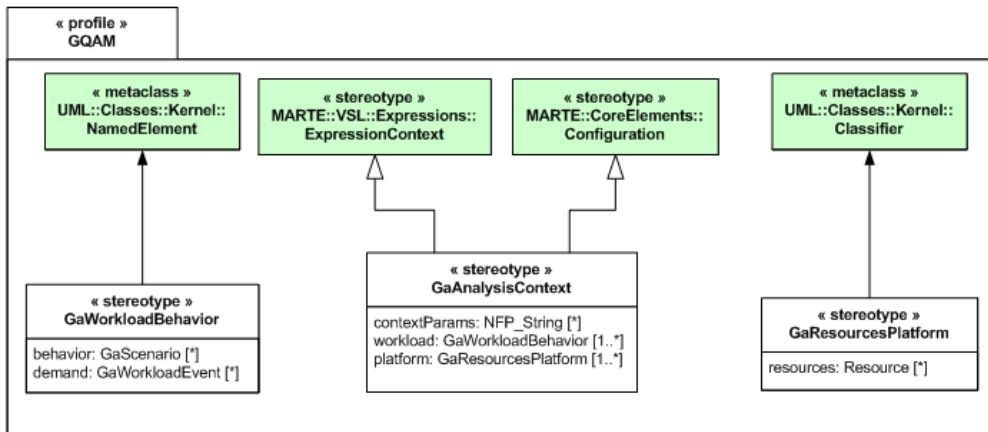 « profile »
GQAM
« metaclass »
UML::Classes::Kernel::
NamedElement
« stereotype »
MARTE::VSL::Expressions::
ExpressionContext
« stereotype »
MARTE::CoreElements::
Configuration
« metaclass »
UML::Classes::Kernel::
Classifier
« stereotype »
GaWorkloadBehavior
behavior: GaScenario [*]
demand: GaWorkloadEvent [*]
« stereotype »
GaAnalysisContext
contextParams: NFP_String [*]
workload: GaWorkloadBehavior [1..*]
platform: GaResourcesPlatform [1..*]
« stereotype »
GaResourcesPlatform
resources: Resource [*]